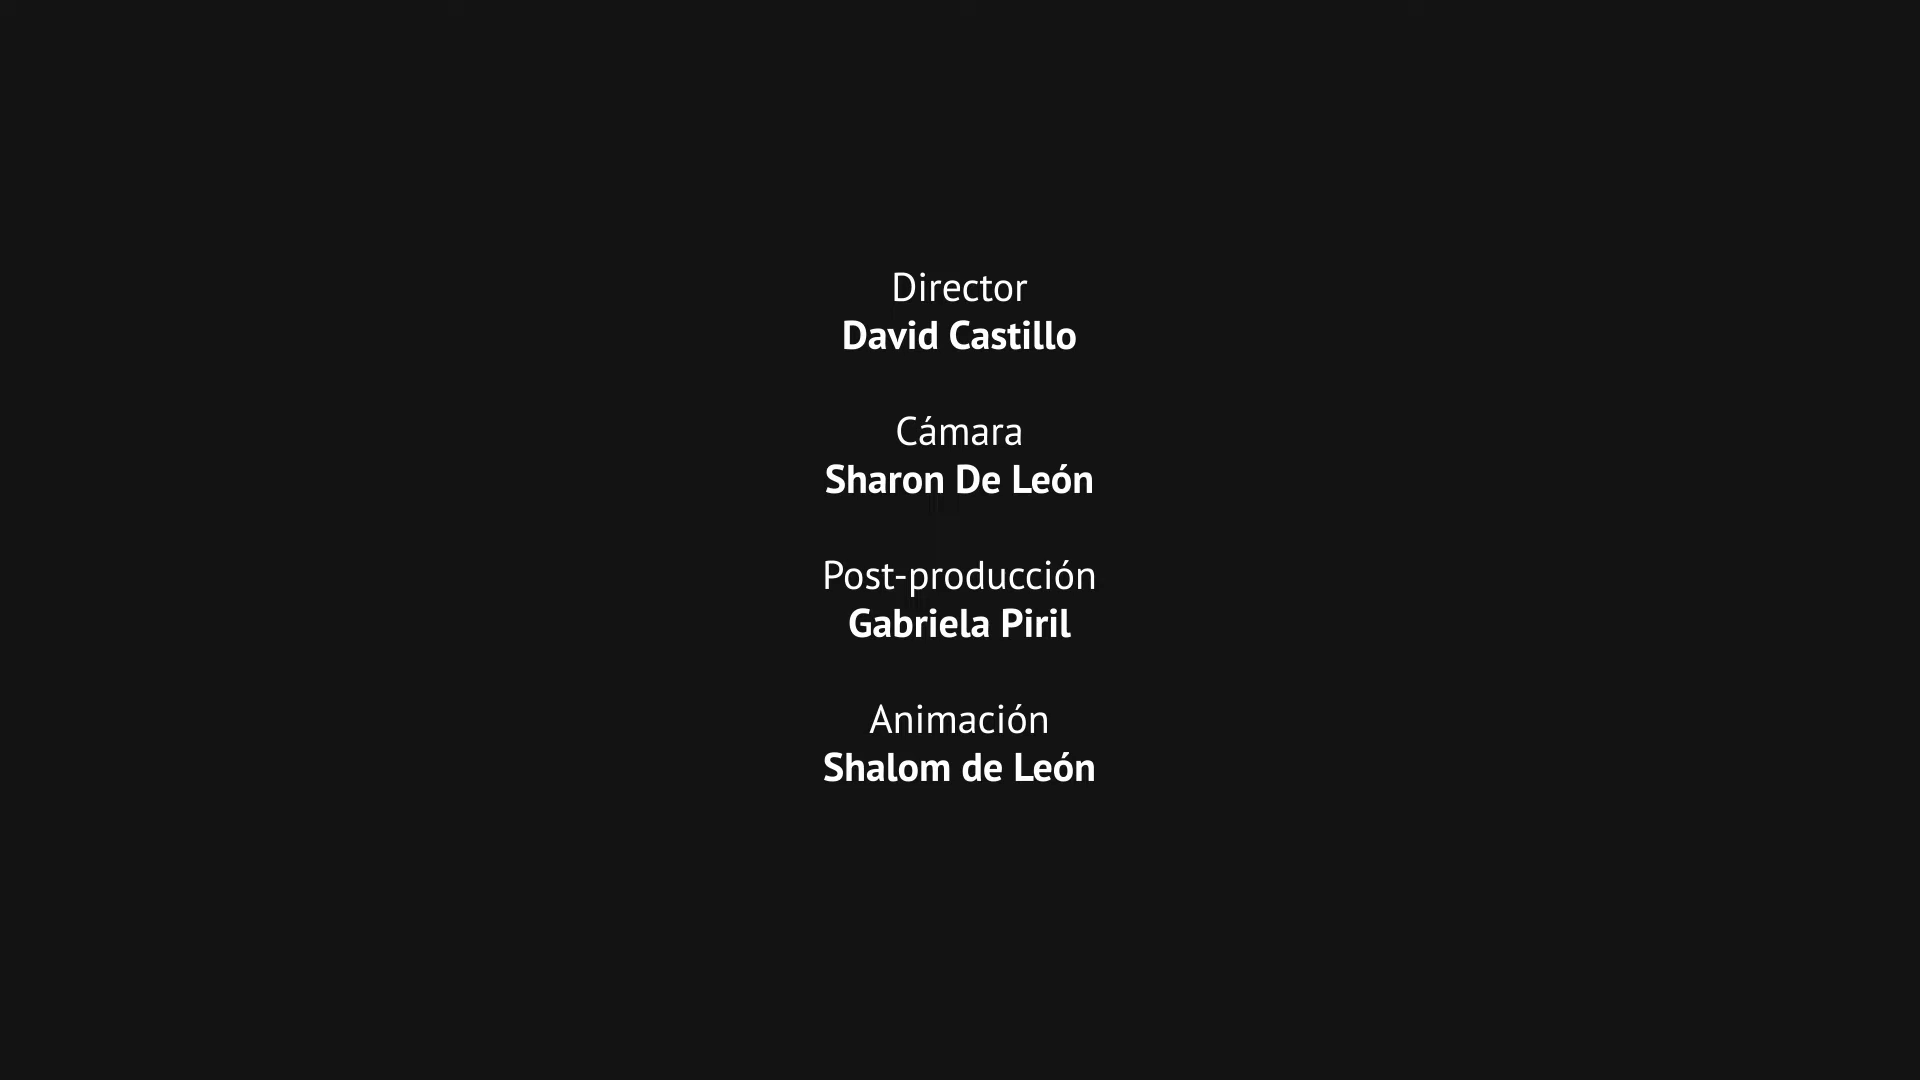 Director
David Castillo
Cámara
Sharon De León
Post-producción
Gabriela Piril
Animación
Shalom de León